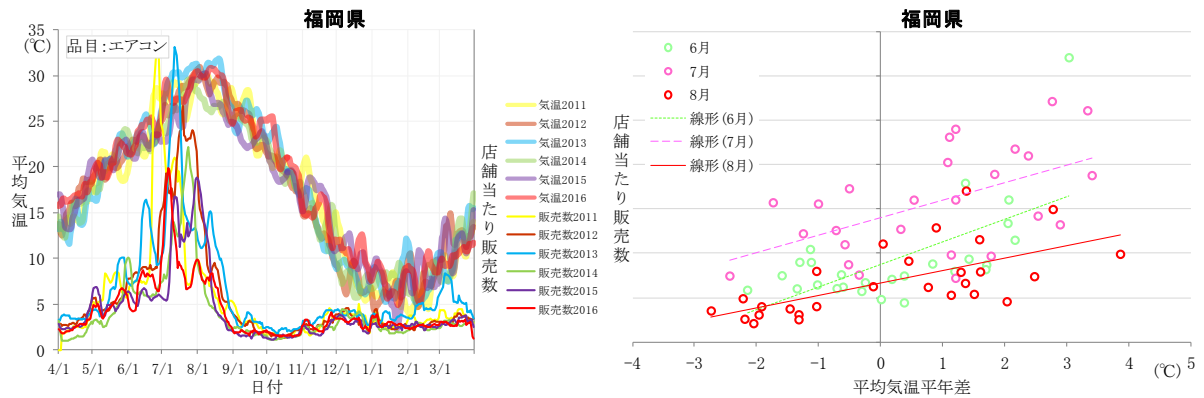 福岡県
35
(℃)
30
25
20
15
10
5
0
品目:エアコン
平均気温
4/1 5/1 6/1 7/1 8/1 9/1 10/1 11/1 12/1 1/1 2/1 3/1
日付
店舗当たり販売数
気温2011
気温2012
気温2013
気温2014
気温2015
気温2016
販売数2011
販売数2012
販売数2013
販売数2014
販売数2015
販売数2016
福岡県
店舗当たり販売数
6月
7月
8月
線形 (6月)
線形 (7月)
線形 (8月)
-4 -3 -2 -1 0 1 2 3 4 5
(℃)
平均気温平年差